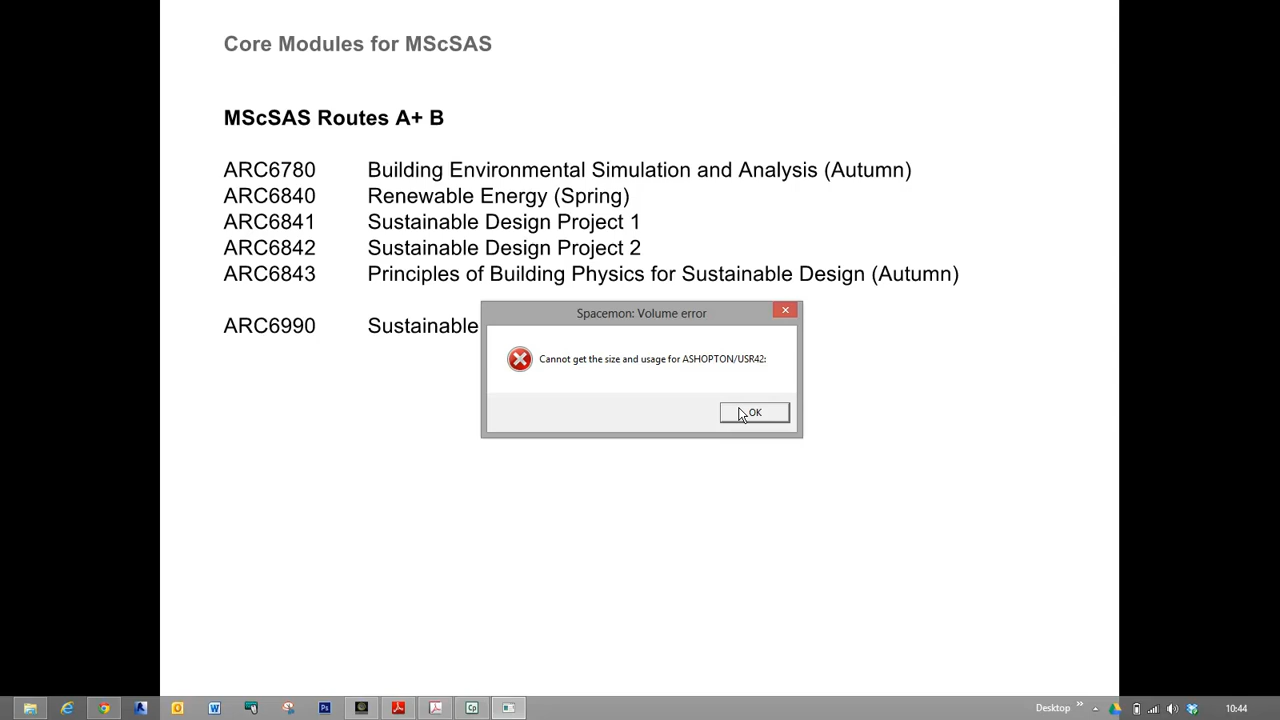 Core Modules for MScSAS
MScSAS Routes A+ B
ARC6780 Building Environmental Simulation and Analysis (Autumn)
ARC6840 Renewable Energy (Spring)
ARC6841 Sustainable Design Project 1
ARC6842 Sustainable Design Project 2
ARC6843 Principles of Building Physics for Sustainable Design (Autumn)
ARC6990 Sustainable
Spacemon: Volume error
Cannot get the size and usage for ASHOPTON/USR42:
OK
Desktop
10:44